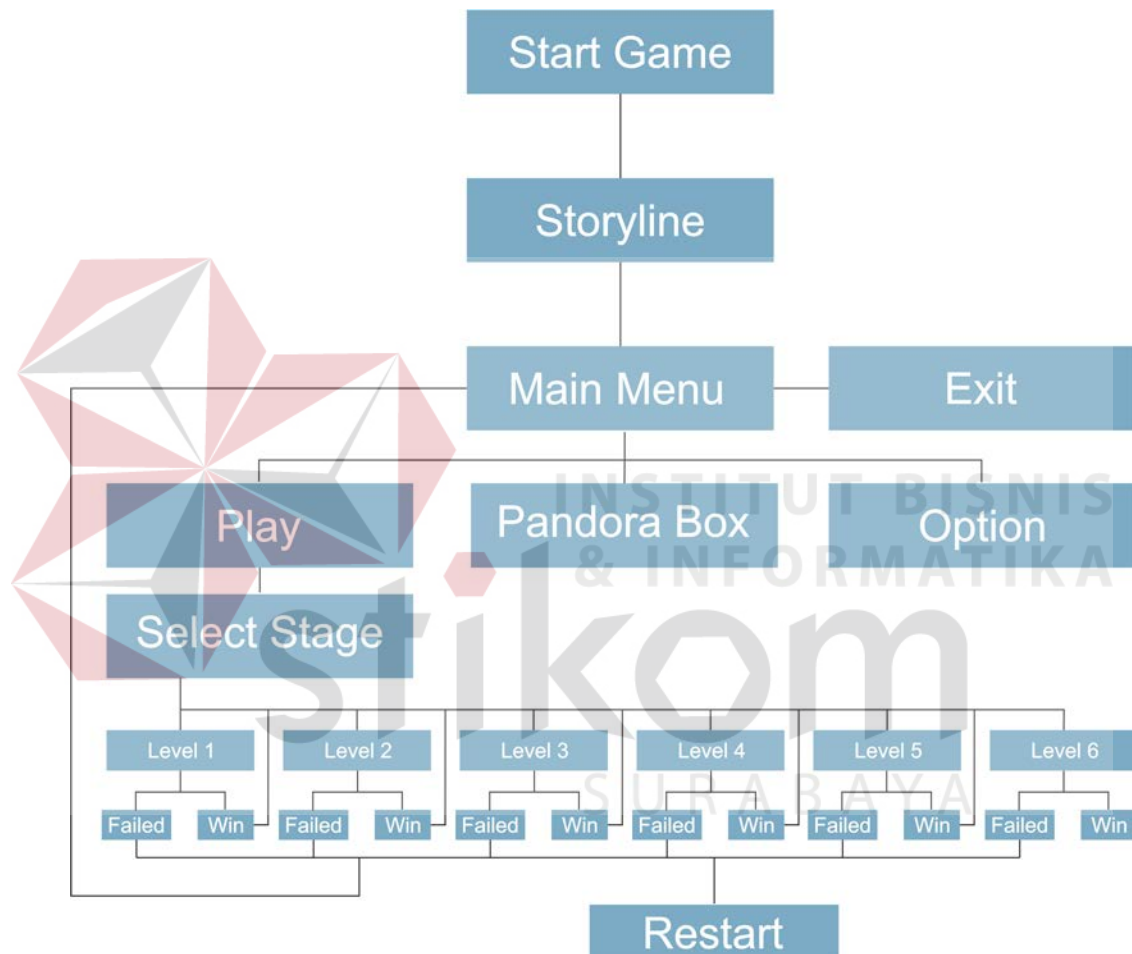 Start Game
Storyline
Main Menu
Exit
Play
Pandora Box
Option
INSTITUT BISNIS
& INFORMATIKA
Select Stage
stikom
Level 1
Level 2
Level 3
Level 4
Level 5
Level 6
SURABAYA
Failed
Win
Failed
Win
Failed
Win
Failed
Win
Failed
Win
Failed
Win
Restart